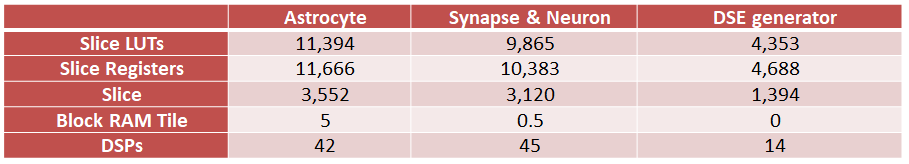 Astrocyte Synapse & Neuron DSE generator
Slice LUTs 11,394 9,865 4,353
Slice Registers 11,666 10,383 4,688
Slice 3,552 3,120 1,394
Block RAM Tile 5 0.5 0
DSPs 42 45 14